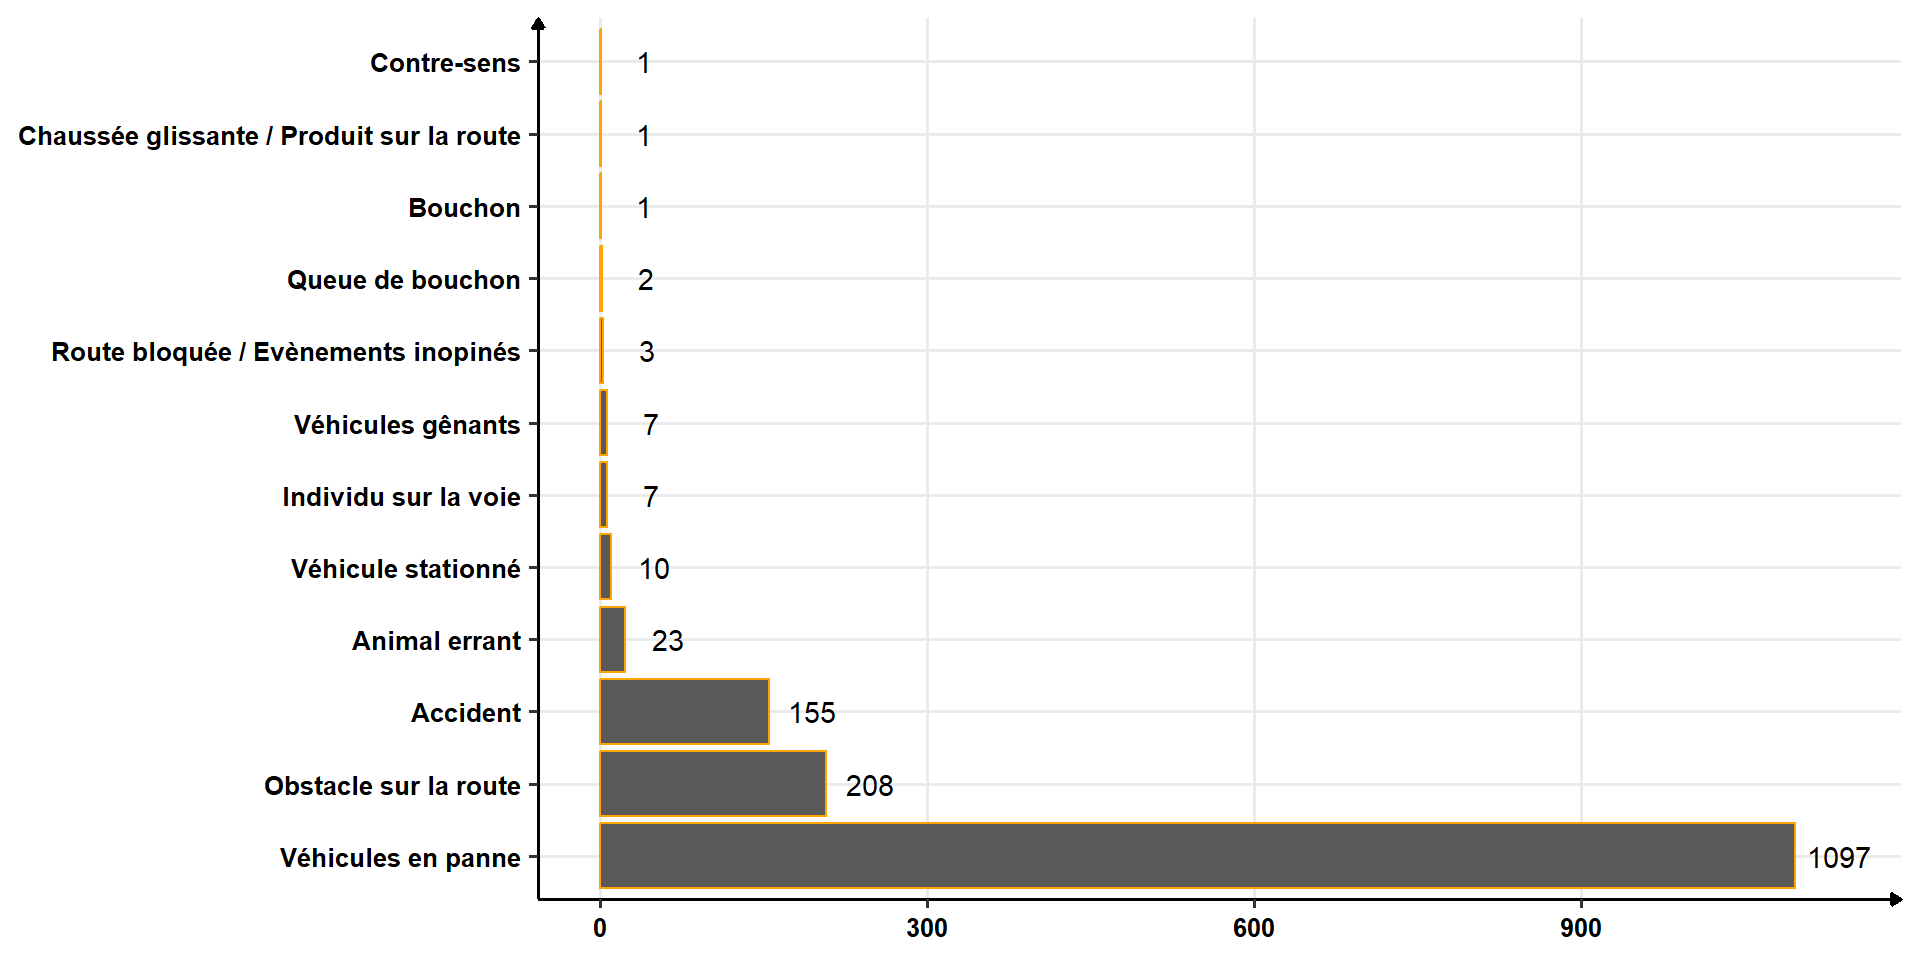 Contre-sens 1
Chaussée glissante / Produit sur la route 1
Bouchon 1
Queue de bouchon 2
Route bloquée / Evènements inopinés 3
Véhicules gênants 7
Individu sur la voie 7
Véhicule stationné 10
Animal errant 23
Accident 155
Obstacle sur la route 208
Véhicules en panne 1097
0 300 600 900